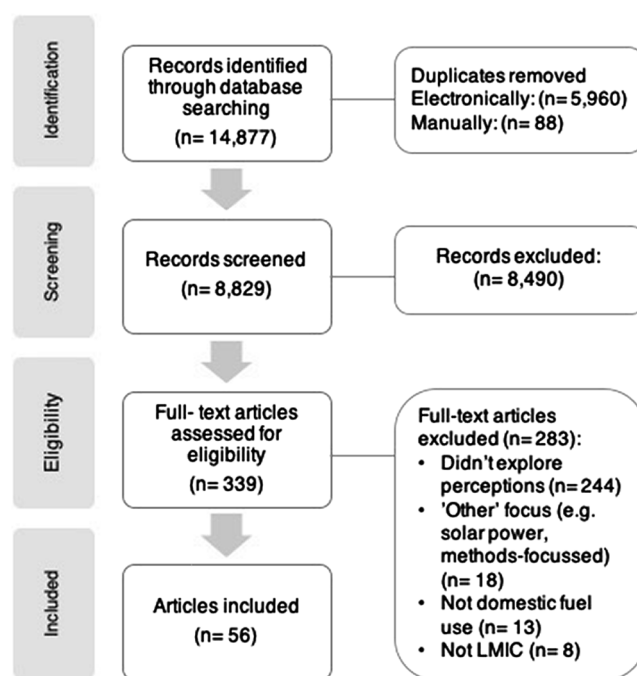 Identification
Records identified
through database
searching
(n= 14,877)
Duplicates removed
Electronically: (n= 5,960)
Manually: (n= 88)
Screening
Records screened
(n= 8,829)
Records excluded:
(n= 8,490)
Eligibility
Full- text articles
assessed for
eligibility
(n= 339)
Full-text articles
excluded (n= 283):
• Didn't explore
perceptions (n= 244)
• 'Other' focus (e.g.
solar power,
methods-focussed)
(n= 18)
• Not domestic fuel
use (n= 13)
• Not LMIC (n= 8)
Included
Articles included
(n= 56)